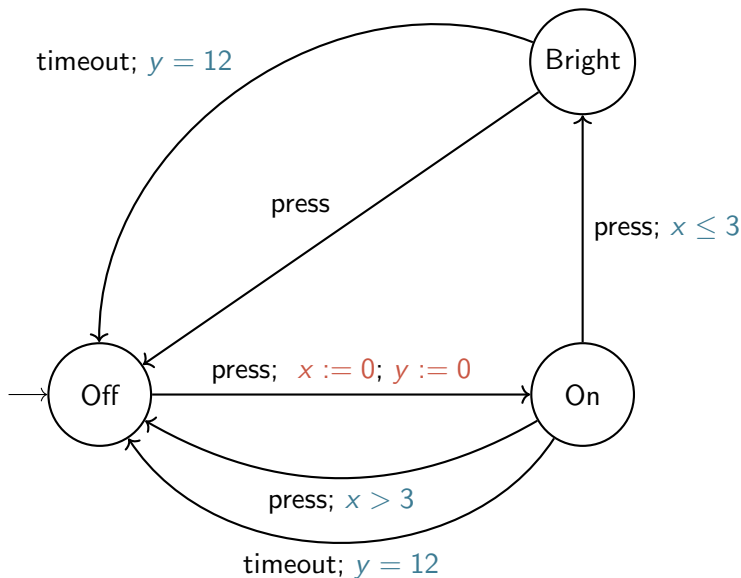 Bright
timeout; y = 12
press
press; x ≤ 3
press; x := 0; y := 0
Off
On
press; x > 3
timeout; y = 12